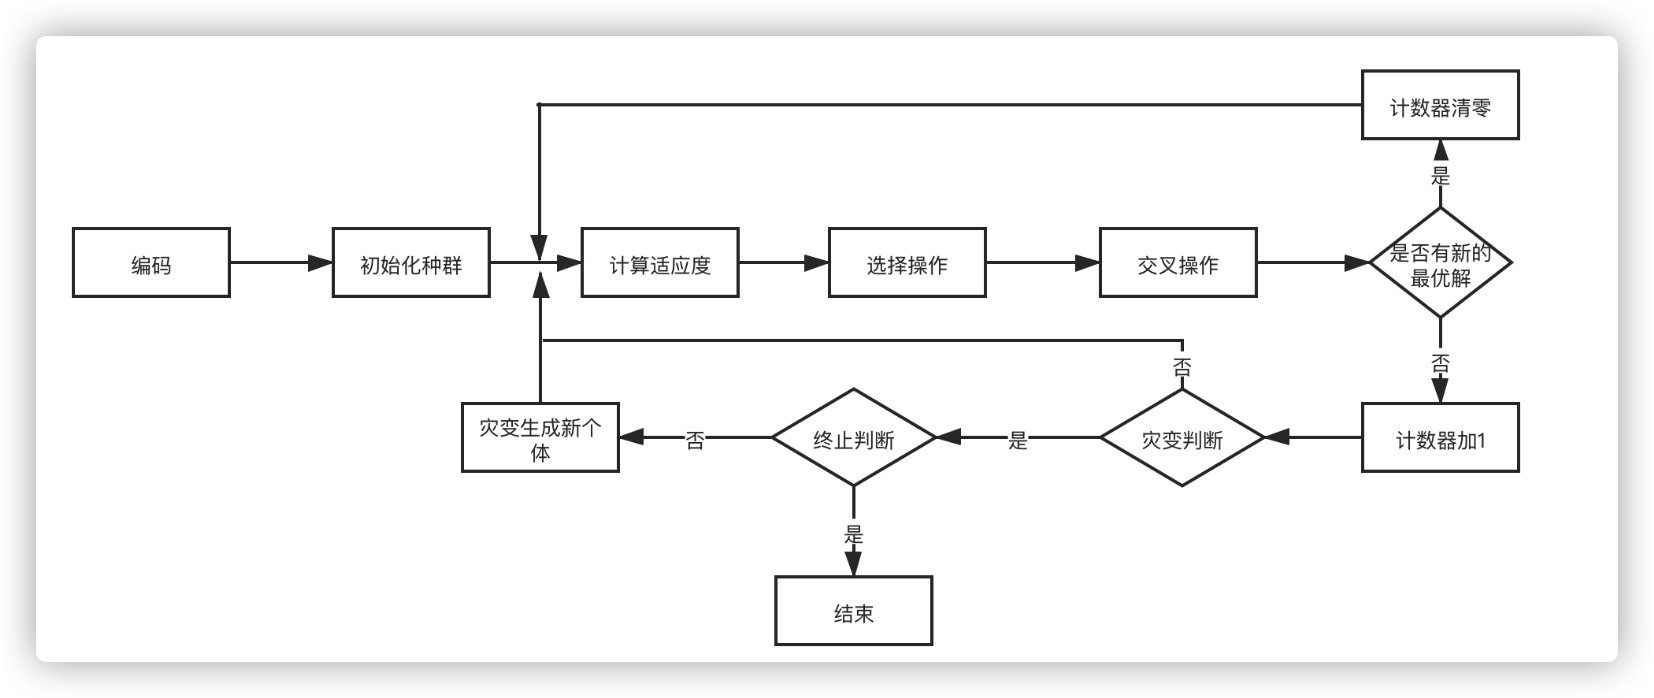 计数器清零
是
编码
初始化种群
计算适应度
选择操作
交叉操作
是否有新的
最优解
否
否
灾变生成新个
体
否
终止判断
是
灾变判断
计数器加1
是
结束